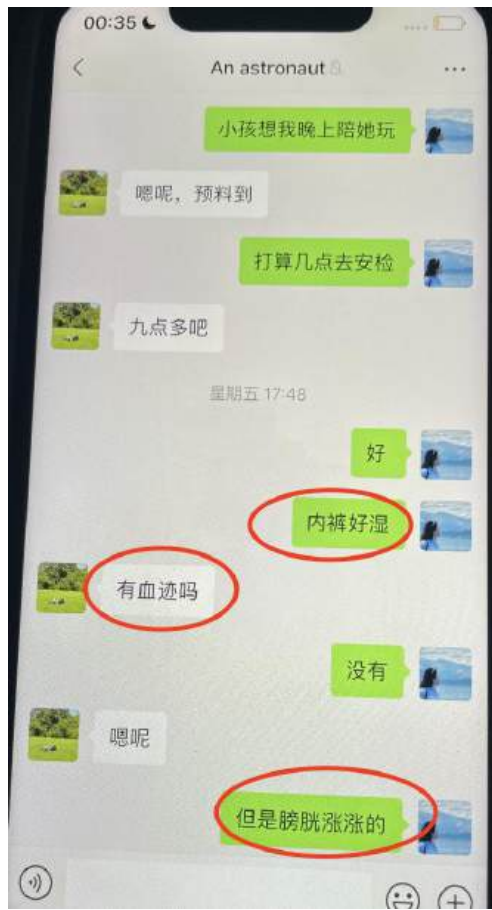 00:35
An astronaut
小孩想我晚上陪她玩
嗯呢，预料到
打算几点去安检
九点多吧
星期五 17:48
好
内裤好湿
有血迹吗
没有
嗯呢
但是膀胱涨涨的